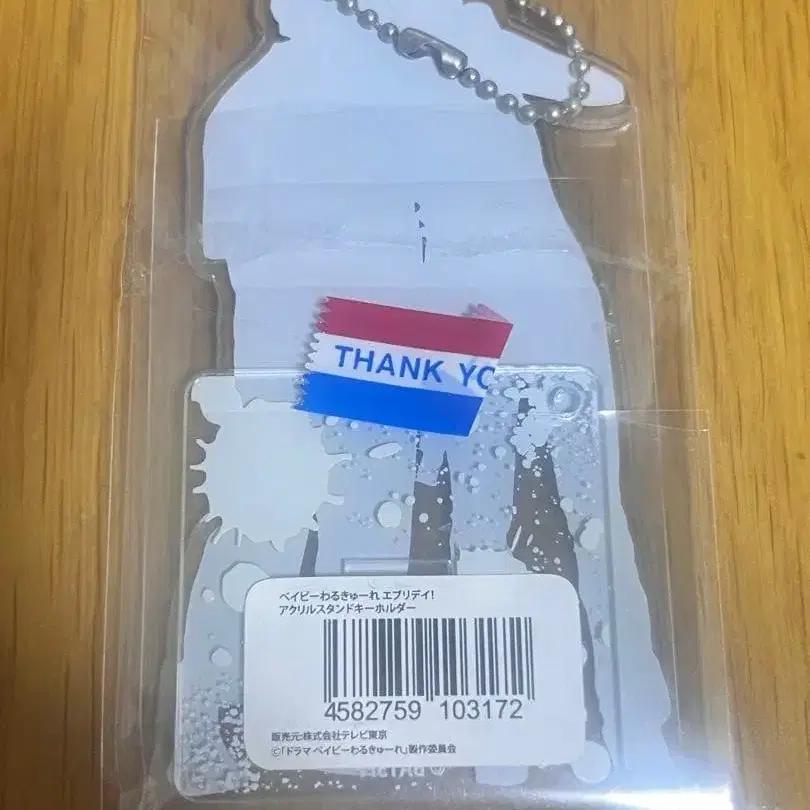 THANK YO
ベイビーわるきゅーれ エブリデイ!
アクリルスタンドキーホルダー
4582759 103172
販売元:株式会社テレビ東京
©「ドラマ ベイビーわるきゅーれ」製作委員会